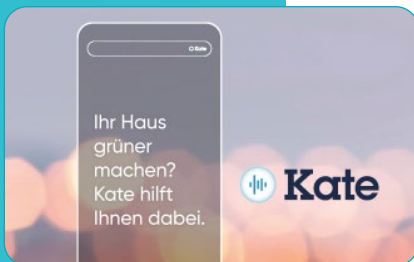 Kate
Ihr Haus
grüner
machen?
Kate hilft
Ihnen dabei.
Kate